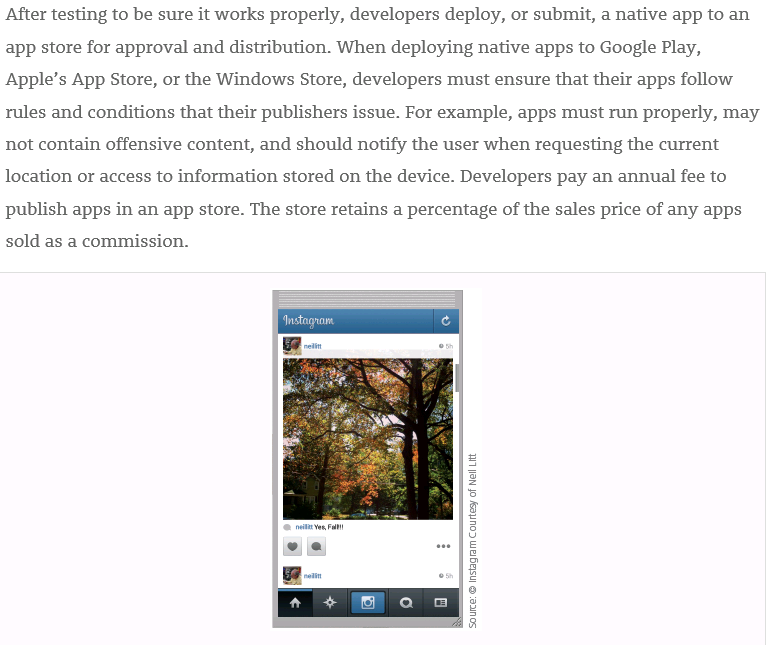 After testing to be sure it works properly, developers deploy, or submit, a native app to an
app store for approval and distribution. When deploying native apps to Google Play,
Apple’s App Store, or the Windows Store, developers must ensure that their apps follow
rules and conditions that their publishers issue. For example, apps must run properly, may
not contain offensive content, and should notify the user when requesting the current
location or access to information stored on the device. Developers pay an annual fee to
publish apps in an app store. The store retains a percentage of the sales price of any apps
sold as a commission.
Instagram
neillitt 5h
neillitt Yes, Fall!!!
neillitt 5h
Source: © Instagram Courtesy of Neil Litt